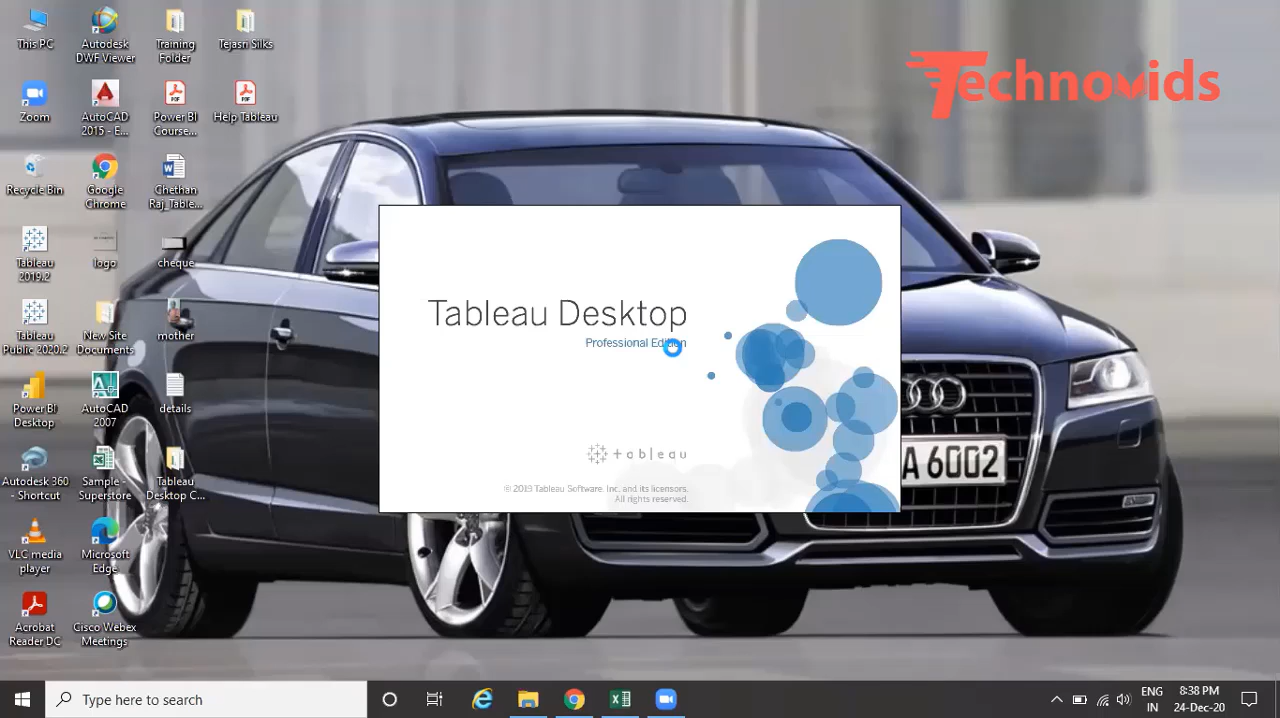 This PC
Autodesk
DWF Viewer
Training
Folder
Tejasri Silks
Technovids
Zoom
AutoCAD
2015 - E...
Power BI
Course...
Help Tableau
Recycle Bin
Google
Chrome
Chethan
Raj_Table...
Tableau
2019.2
logo
cheque
Tableau
Public 2020.2
New Site
Documents
mother
Power BI
Desktop
AutoCAD
2007
details
Autodesk 360
- Shortcut
Sample -
Superstore
Tableau
Desktop C...
VLC media
player
Microsoft
Edge
Acrobat
Reader DC
Cisco Webex
Meetings
Tableau Desktop
Professional Edition
+ a b l e a u
© 2019 Tableau Software, Inc. and its licensors.
All rights reserved.
A 6002
Type here to search
ENG
IN
8:38 PM
24-Dec-20